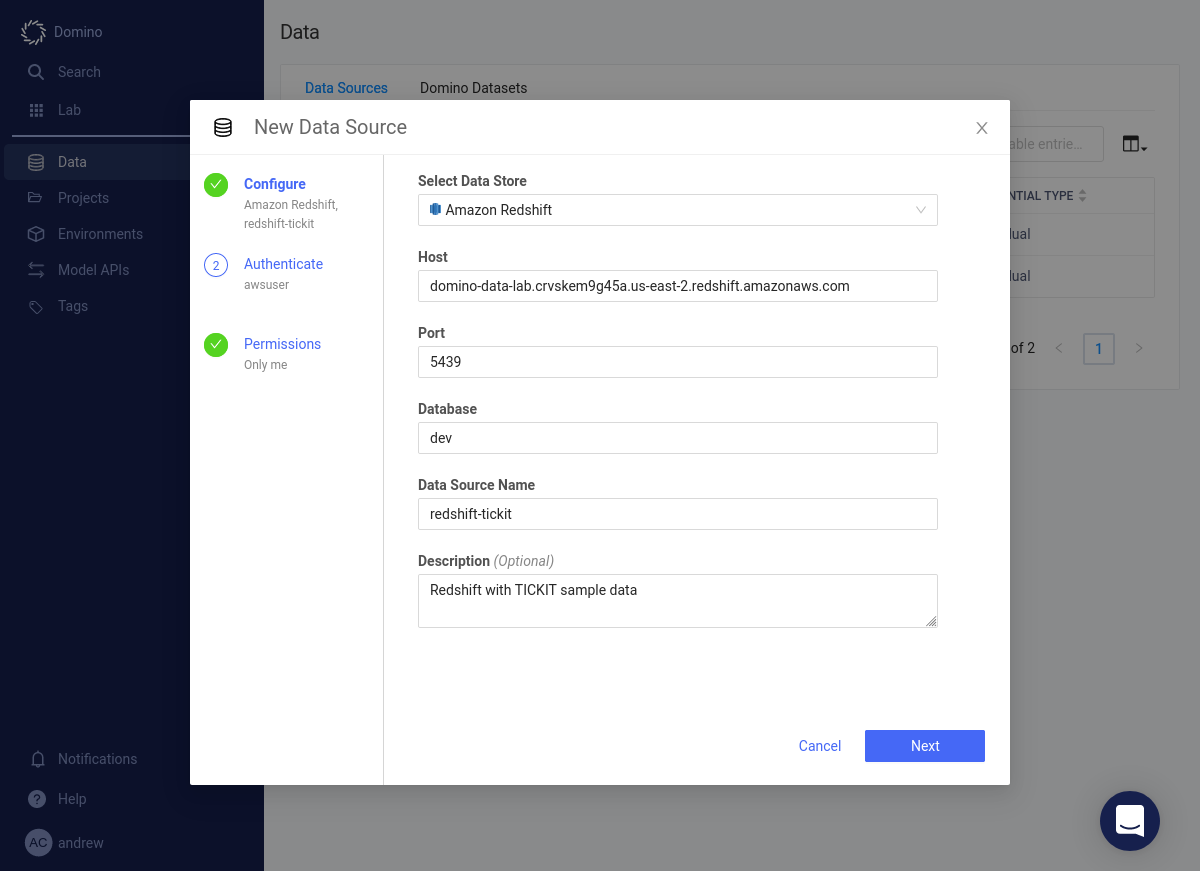 Domino
Search
Lab
Data
Projects
Environments
Model APIs
Tags
Notifications
Help
AC andrew
Data
Data Sources Domino Datasets
able entrie...
NTIAL TYPE
of 2
1
New Data Source
Configure
Amazon Redshift,
redshift-tickit
2 Authenticate
awsuser
Permissions
Only me
Select Data Store
Amazon Redshift
Host
domino-data-lab.crvskem9g45a.us-east-2.redshift.amazonaws.com
Port
5439
Database
dev
Data Source Name
redshift-tickit
Description (Optional)
Redshift with TICKIT sample data
Cancel Next